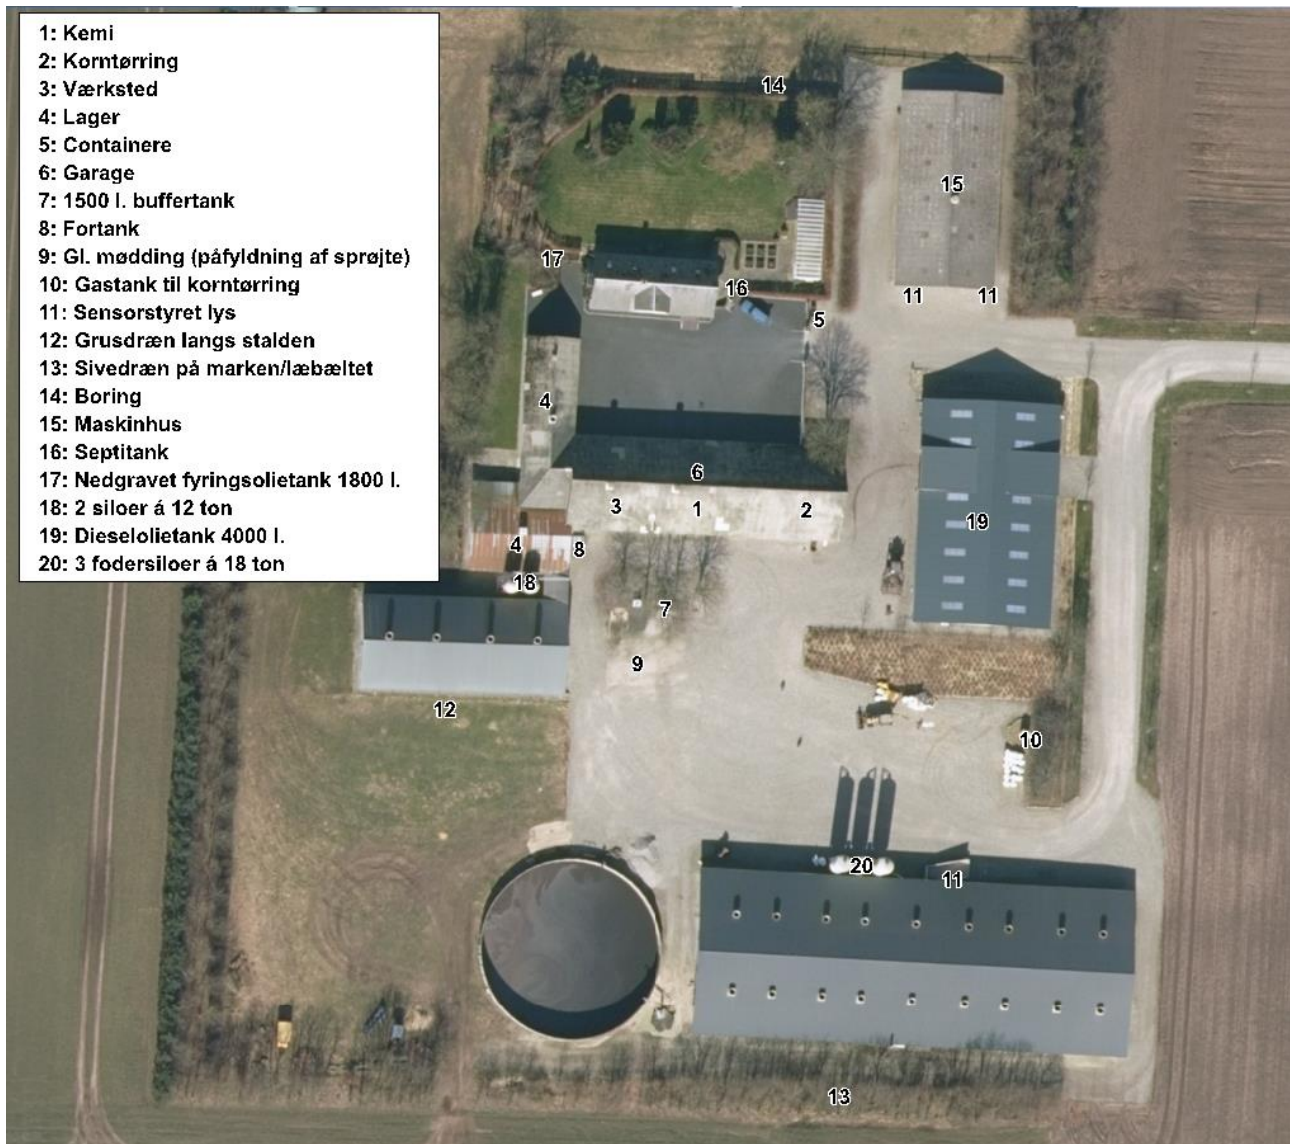 1: Kemi
2: Korntørring
3: Værksted
4: Lager
5: Containere
6: Garage
7: 1500 l. buffertank
8: Fortank
9: Gl. mødding (påfyldning af sprøjte)
10: Gastank til korntørring
11: Sensorstyret lys
12: Grusdræn langs stalden
13: Sivedræn på marken/læbæltet
14: Boring
15: Maskinhus
16: Septitank
17: Nedgravet fyringsolietank 1800 l.
18: 2 siloer á 12 ton
19: Dieselolietank 4000 l.
20: 3 fodersiloer á 18 ton
14
15
17
16
11
11
5
4
6
3
1
2
19
4
8
18
7
9
12
10
20
11
13